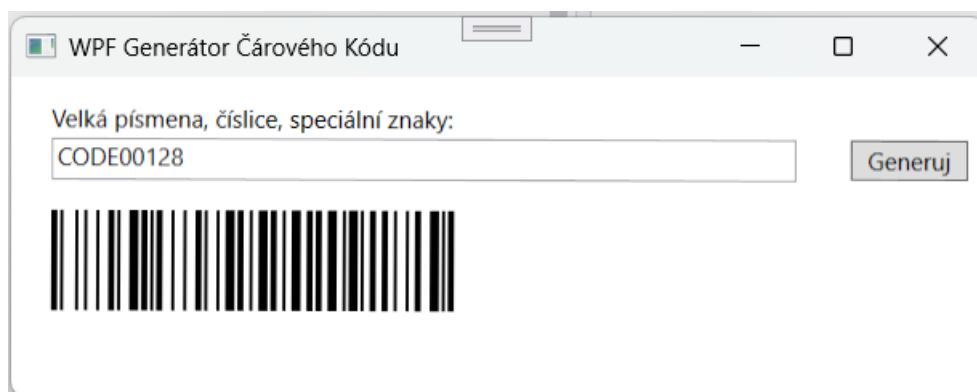 WPF Generátor Čárového Kódu
Velká písmena, číslice, speciální znaky:
CODE00128
Generuj